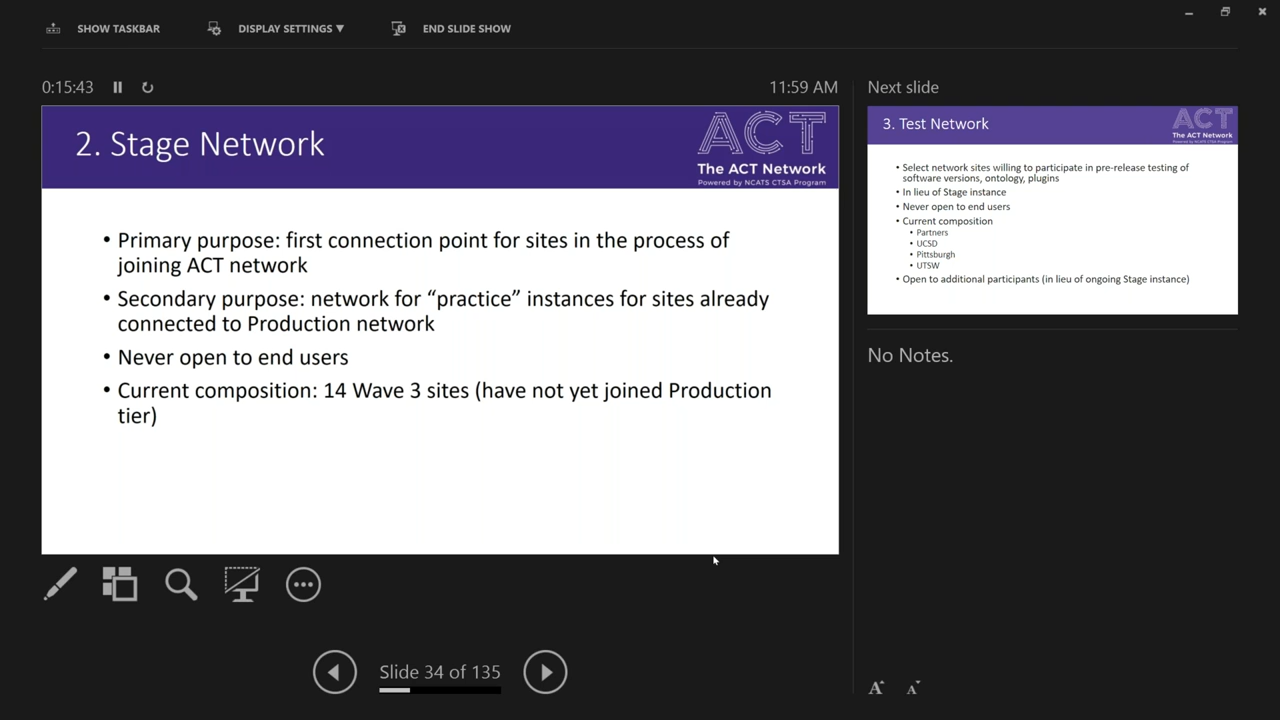 SHOW TASKBAR
DISPLAY SETTINGS ▼
END SLIDE SHOW
0:15:43
11:59 AM
2. Stage Network
ACT
The ACT Network
Powered by NCATS CTSA Program
• Primary purpose: first connection point for sites in the process of
joining ACT network
• Secondary purpose: network for “practice” instances for sites already
connected to Production network
• Never open to end users
• Current composition: 14 Wave 3 sites (have not yet joined Production
tier)
Slide 34 of 135
Next slide
3. Test Network
ACT
The ACT Network
Powered by NCATS CTSA Program
• Select network sites willing to participate in pre-release testing of
software versions, ontology, plugins
• In lieu of Stage instance
• Never open to end users
• Current composition
• Partners
• UCSD
• Pittsburgh
• UTSW
• Open to additional participants (in lieu of ongoing Stage instance)
No Notes.
A A